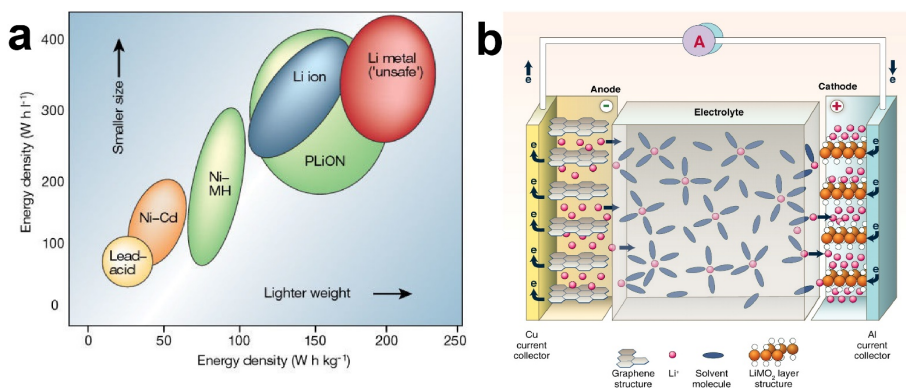 a
Energy density (W h l⁻¹)
400
300
200
100
0
Smaller size
Lead–
acid
Ni–Cd
Ni–
MH
Li ion
PLiON
Li metal
('unsafe')
Lighter weight
0
50
100
150
200
250
Energy density (W h kg⁻¹)
b
A
e
e
Anode
Cathode
−
+
Electrolyte
e
e
e
e
e
e
e
e
e
Cu
current
collector
Al
current
collector
Graphene
structure
Li⁺
Solvent
molecule
LiMO₂ layer
structure